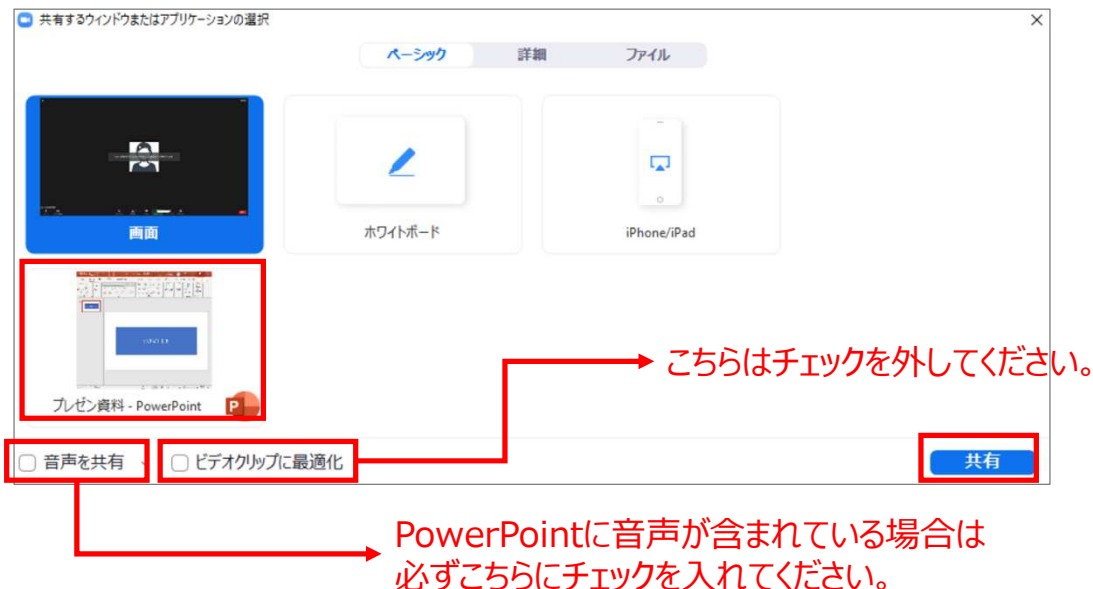 共有するウィンドウまたはアプリケーションの選択
ベーシック 詳細 ファイル
画面
ホワイトボード
iPhone/iPad
プレゼン資料 - PowerPoint
P
こちらはチェックを外してください。
音声を共有
ビデオクリップに最適化
共有
PowerPointに音声が含まれている場合は
必ずこちらにチェックを入れてください。